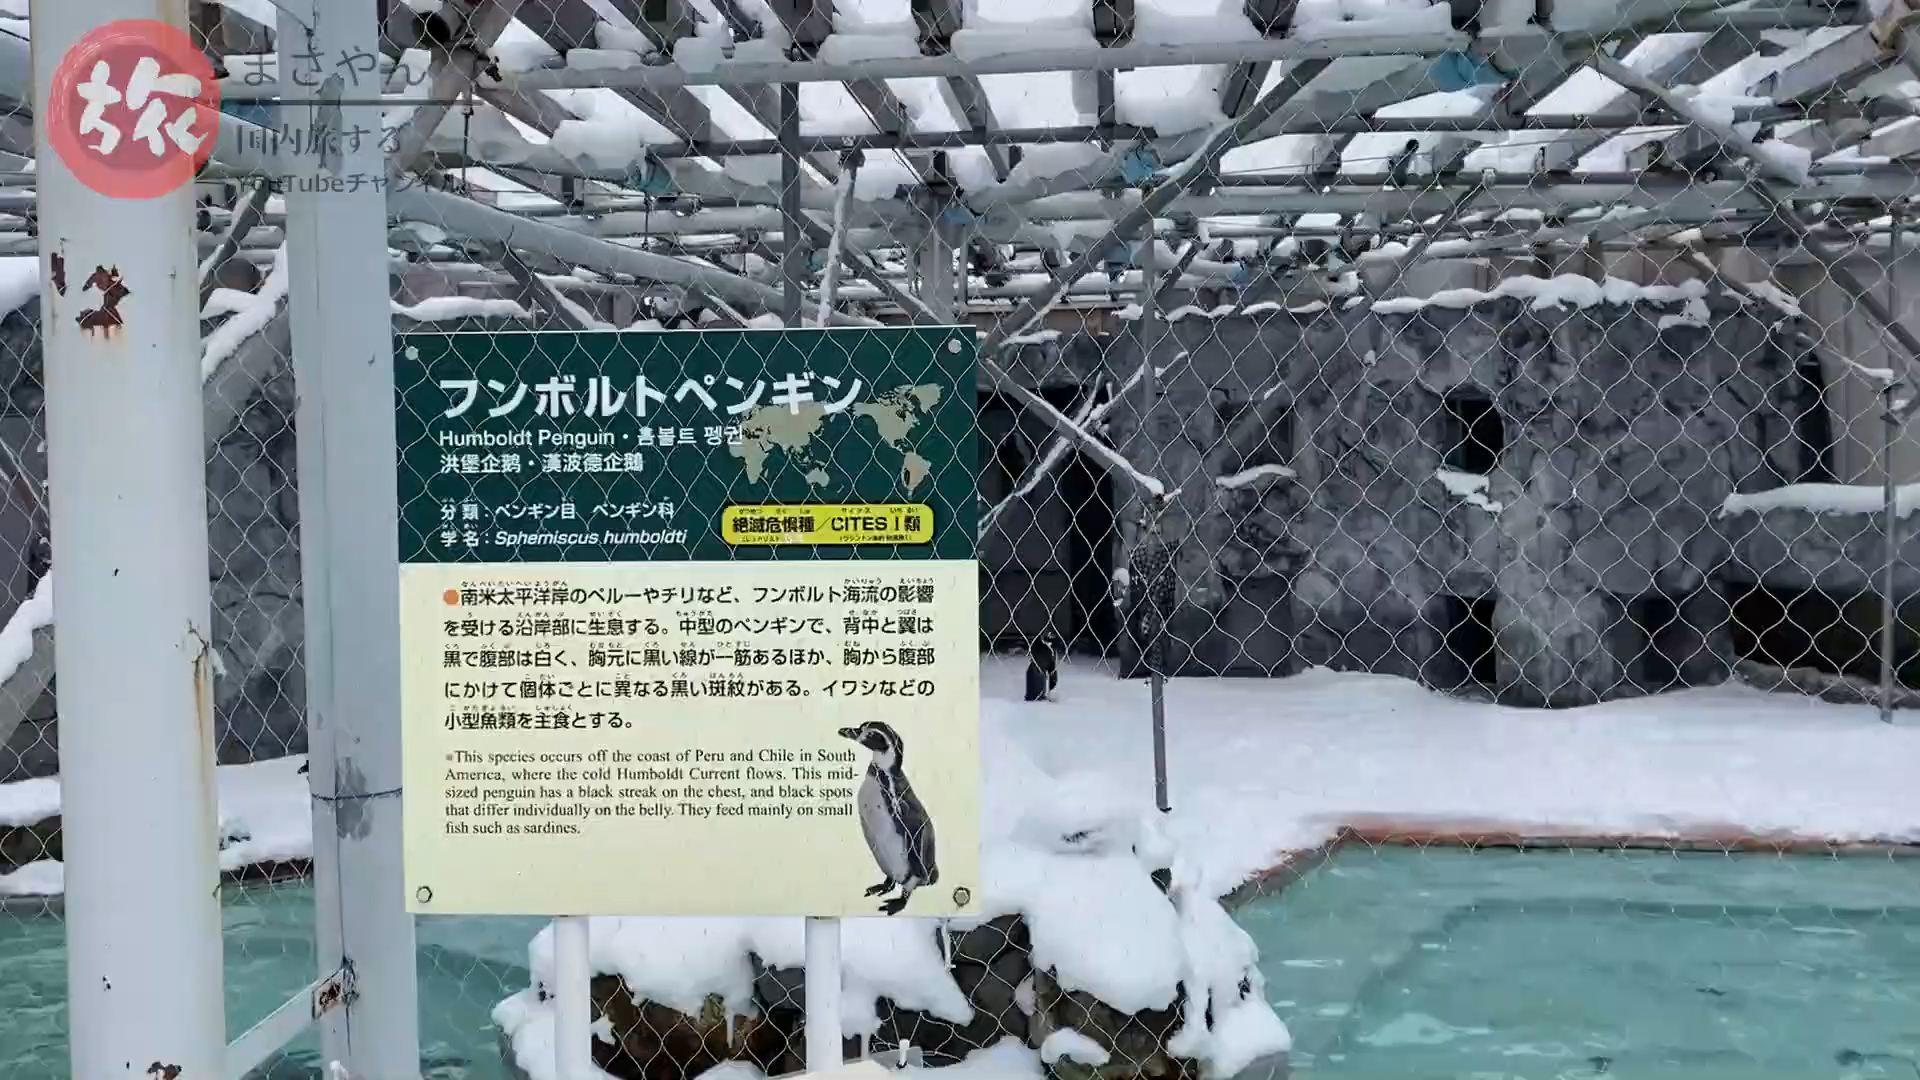 旅
まさやん
国内旅する
YouTubeチャンネル
フンボルトペンギン
Humboldt Penguin・훔볼트 펭귄
洪堡企鹅・漢波德企鵝
分類：ペンギン目 ペンギン科
学名：Spheniscus humboldti
絶滅危惧種／CITES I類
●南米太平洋岸のペルーやチリなど、フンボルト海流の影響
を受ける沿岸部に生息する。中型のペンギンで、背中と翼は
黒で腹部は白く、胸元に黒い線が一筋あるほか、胸から腹部
にかけて個体ごとに異なる黒い斑紋がある。イワシなどの
小型魚類を主食とする。
●This species occurs off the coast of Peru and Chile in South
America, where the cold Humboldt Current flows. This mid-
sized penguin has a black streak on the chest, and black spots
that differ individually on the belly. They feed mainly on small
fish such as sardines.